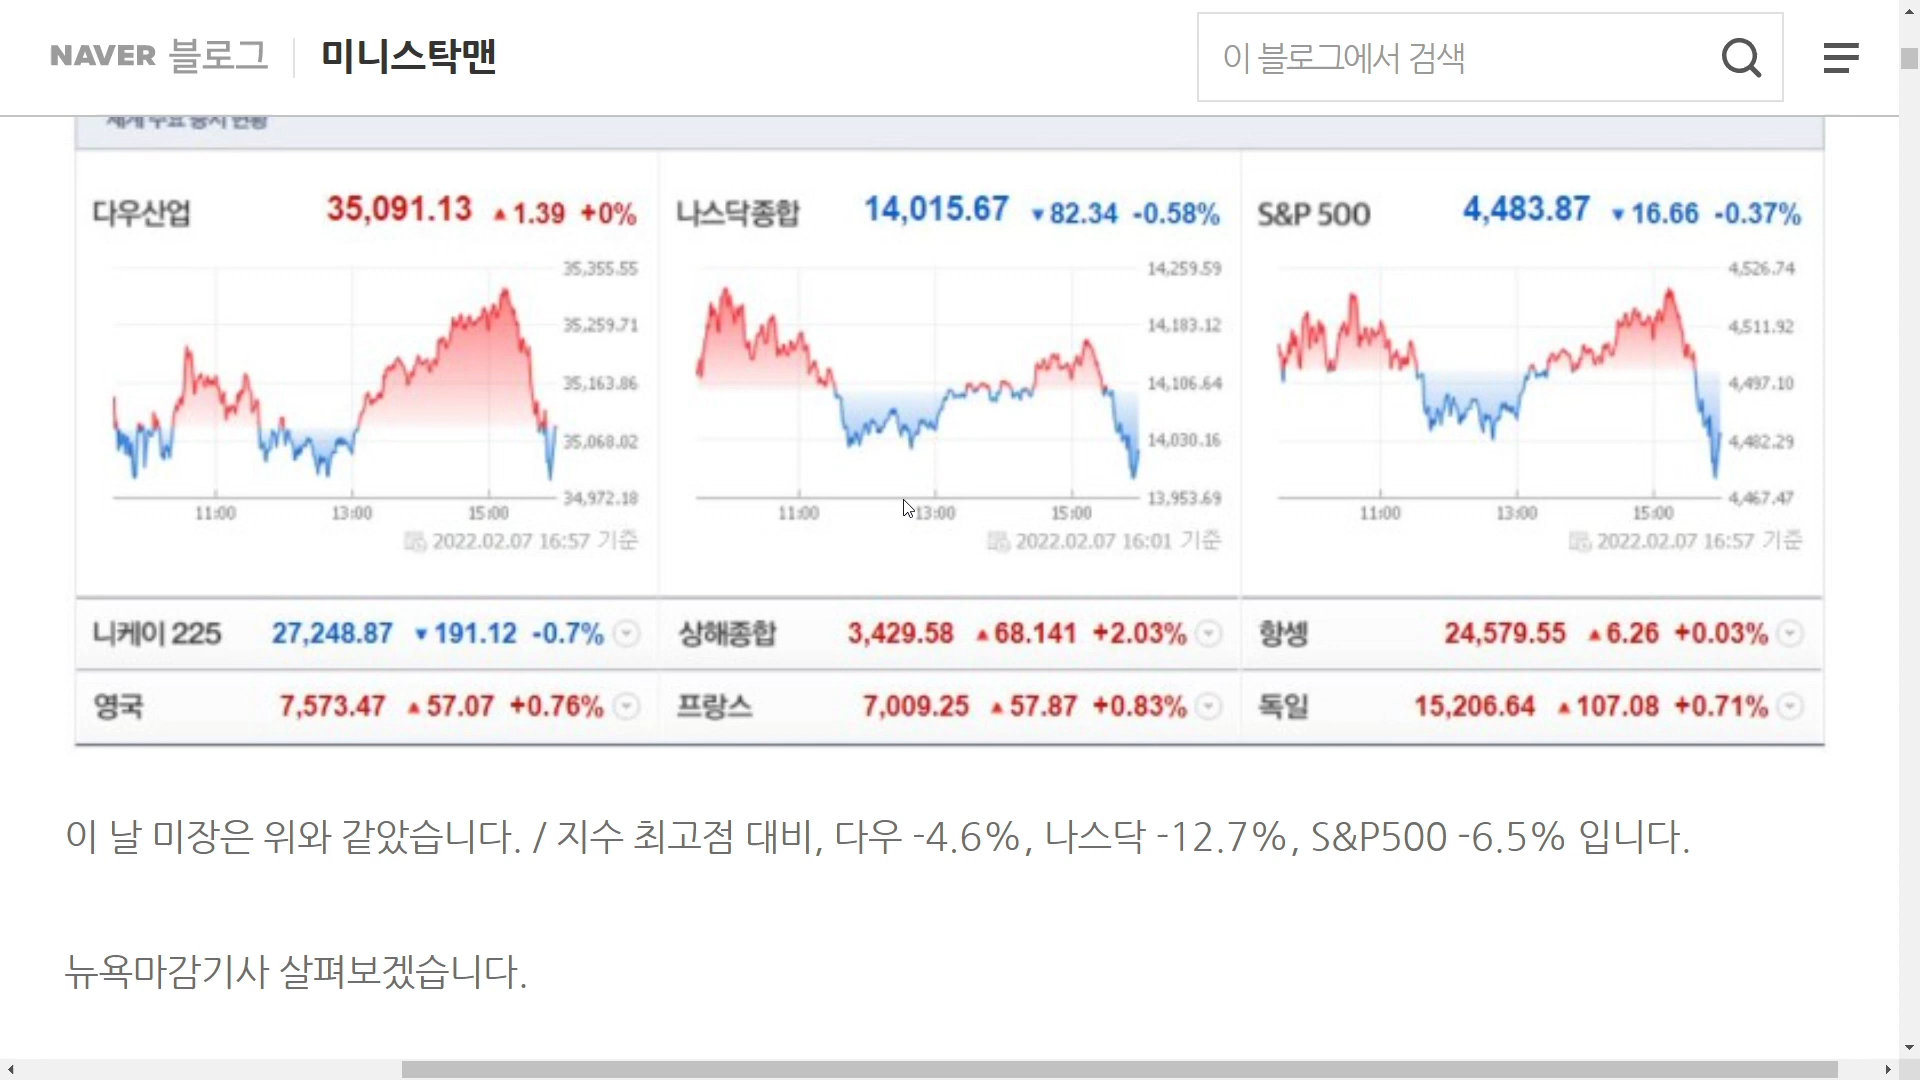 NAVER 블로그 미니스탁맨 이 블로그에서 검색
세계 주요 증시 현황
다우산업 35,091.13 ▲1.39 +0% 나스닥종합 14,015.67 ▼82.34 -0.58% S&P 500 4,483.87 ▼16.66 -0.37%
35,355.55 14,259.59 4,526.74
35,259.71 14,183.12 4,511.92
35,163.86 14,106.64 4,497.10
35,068.02 14,030.16 4,482.29
34,972.18 13,953.69 4,467.47
11:00 13:00 15:00 11:00 13:00 15:00 11:00 13:00 15:00
2022.02.07 16:57 기준 2022.02.07 16:01 기준 2022.02.07 16:57 기준
니케이 225 27,248.87 ▼191.12 -0.7% 상해종합 3,429.58 ▲68.141 +2.03% 항셍 24,579.55 ▲6.26 +0.03%
영국 7,573.47 ▲57.07 +0.76% 프랑스 7,009.25 ▲57.87 +0.83% 독일 15,206.64 ▲107.08 +0.71%
이 날 미장은 위와 같았습니다. / 지수 최고점 대비, 다우 -4.6%, 나스닥 -12.7%, S&P500 -6.5% 입니다.
뉴욕마감기사 살펴보겠습니다.